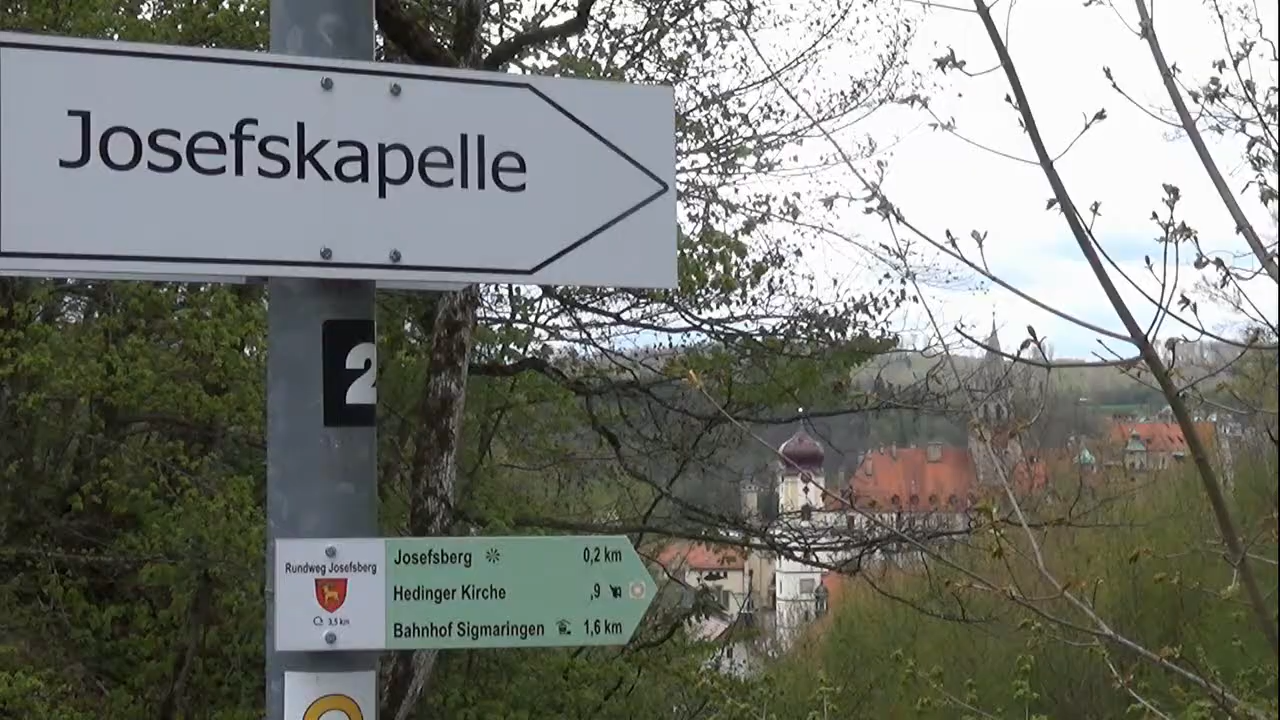 Josefskapelle
2
Rundweg Josefsberg
3,5 km
Josefsberg 0,2 km
Hedinger Kirche ,9
Bahnhof Sigmaringen 1,6 km